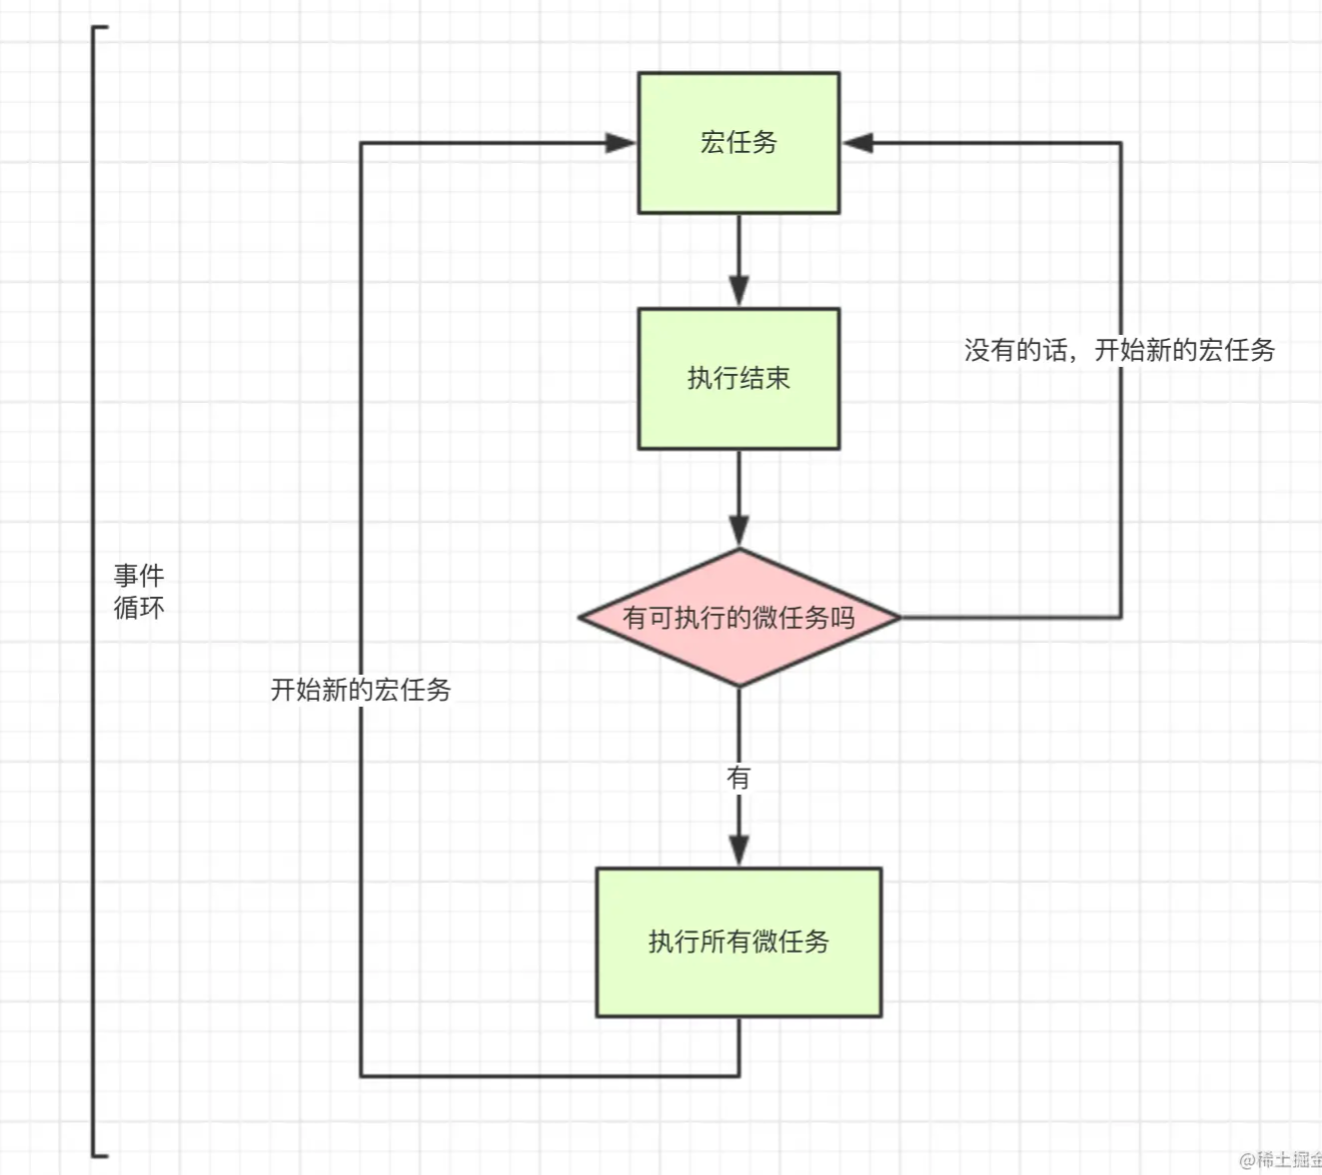 宏任务
执行结束
没有的话，开始新的宏任务
事件
循环
有可执行的微任务吗
开始新的宏任务
有
执行所有微任务
@稀土掘金